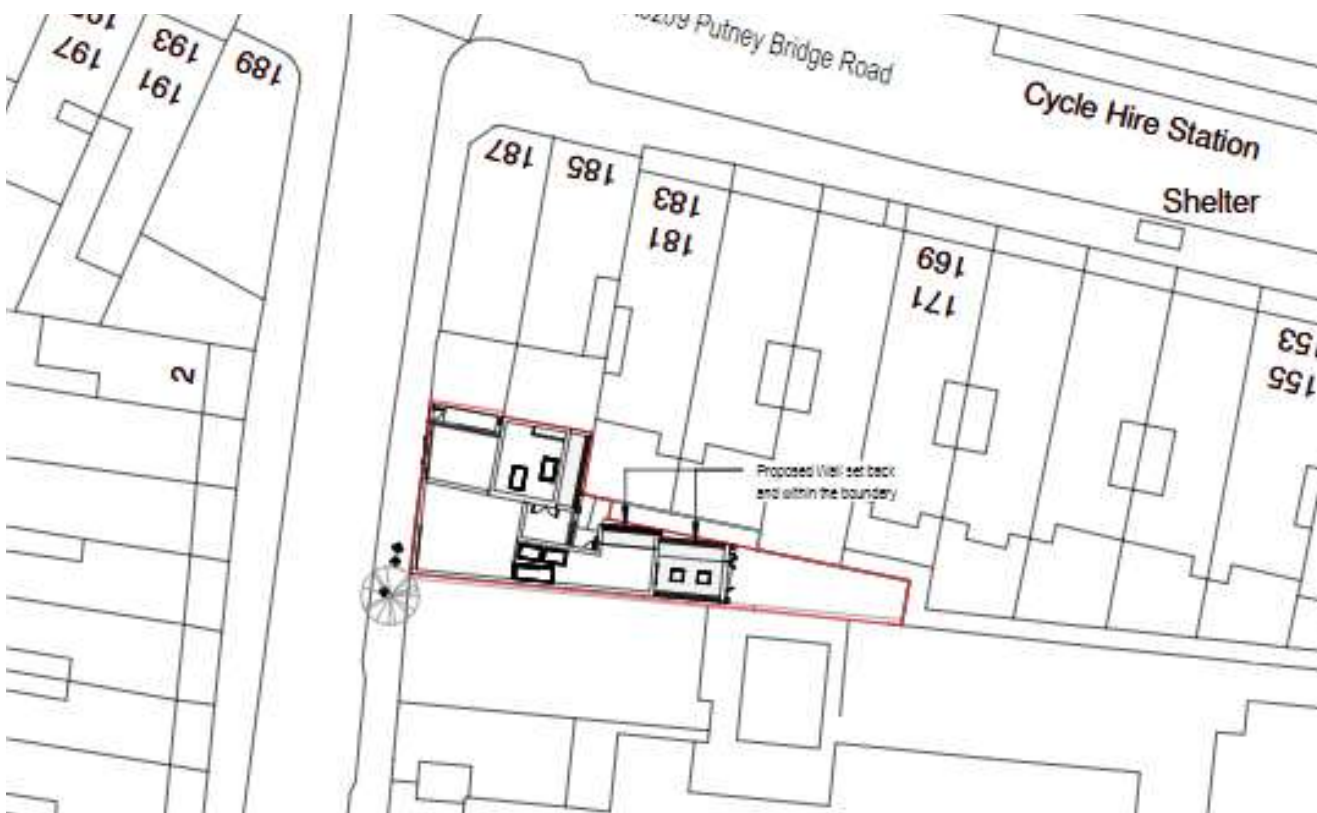 Putney Bridge Road
Cycle Hire Station
Shelter
197
193
191
189
187
185
183
181
169
171
153
155
2
Proposed Wall set back
and within the boundary